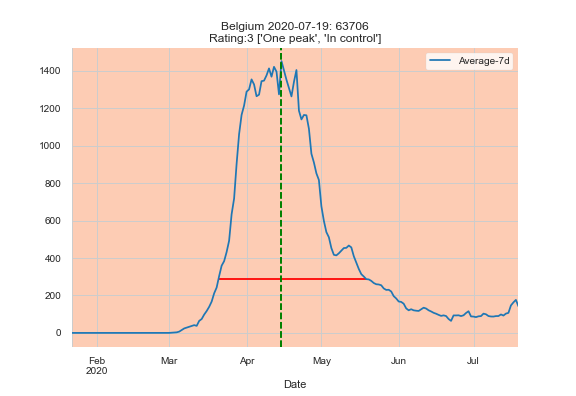 Belgium 2020-07-19: 63706
Rating:3 ['One peak', 'In control']
Average-7d
1400
1200
1000
800
600
400
200
0
Feb Mar Apr May Jun Jul
2020
Date